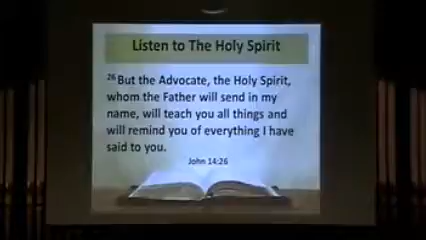 Listen to The Holy Spirit
26 But the Advocate, the Holy Spirit,
whom the Father will send in my
name, will teach you all things and
will remind you of everything I have
said to you.
John 14:26